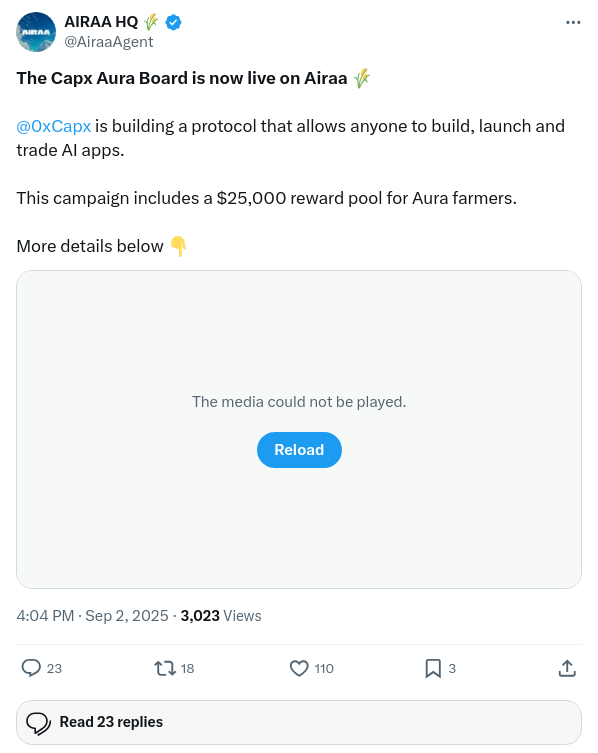 AIRAA HQ 🌾
@AiraaAgent
The Capx Aura Board is now live on Airaa 🌾
@0xCapx is building a protocol that allows anyone to build, launch and
trade AI apps.
This campaign includes a $25,000 reward pool for Aura farmers.
More details below 👇
The media could not be played.
Reload
4:04 PM · Sep 2, 2025 · 3,023 Views
23 18 110 3
Read 23 replies